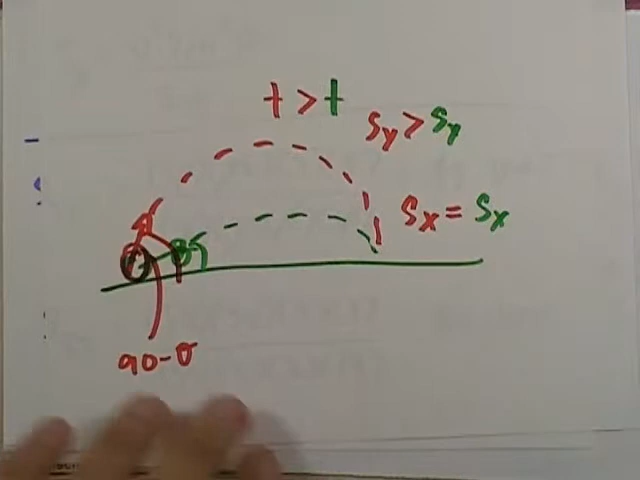 t > t
Sy > Sy
Sx = Sx
θ
90-θ